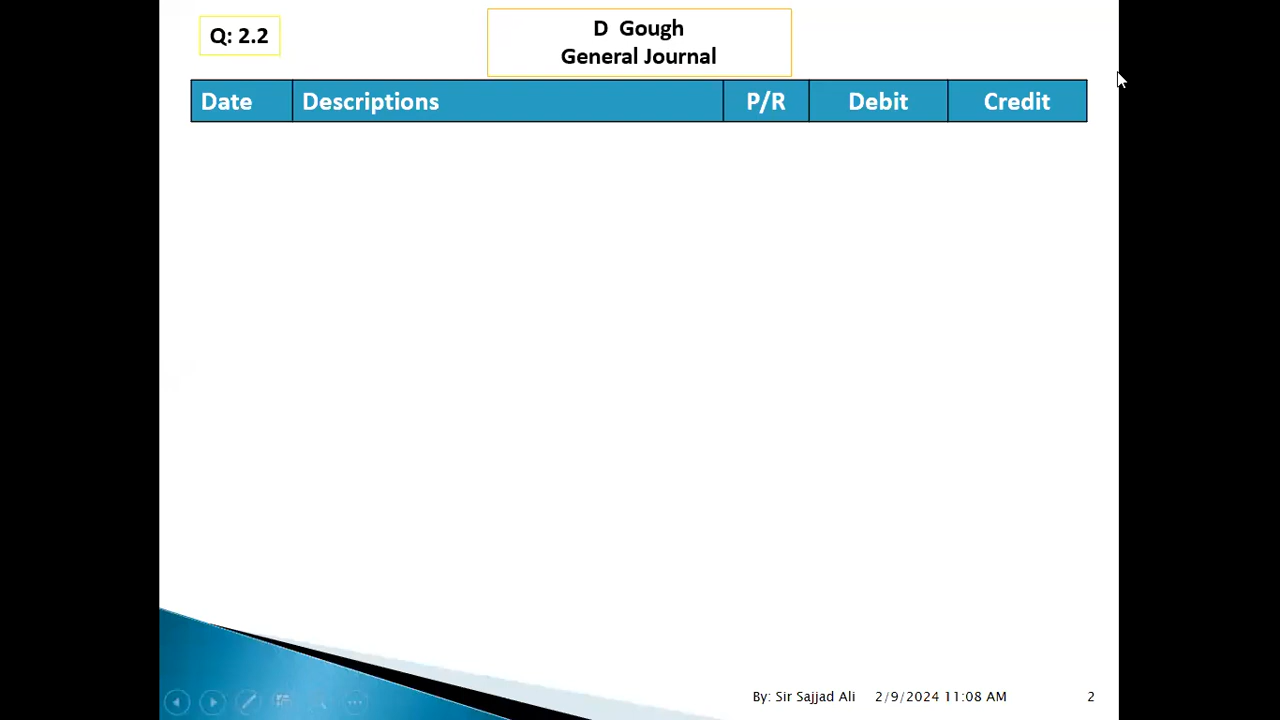 Q: 2.2
D Gough
General Journal
Date Descriptions P/R Debit Credit
By: Sir Sajjad Ali 2/9/2024 11:08 AM 2